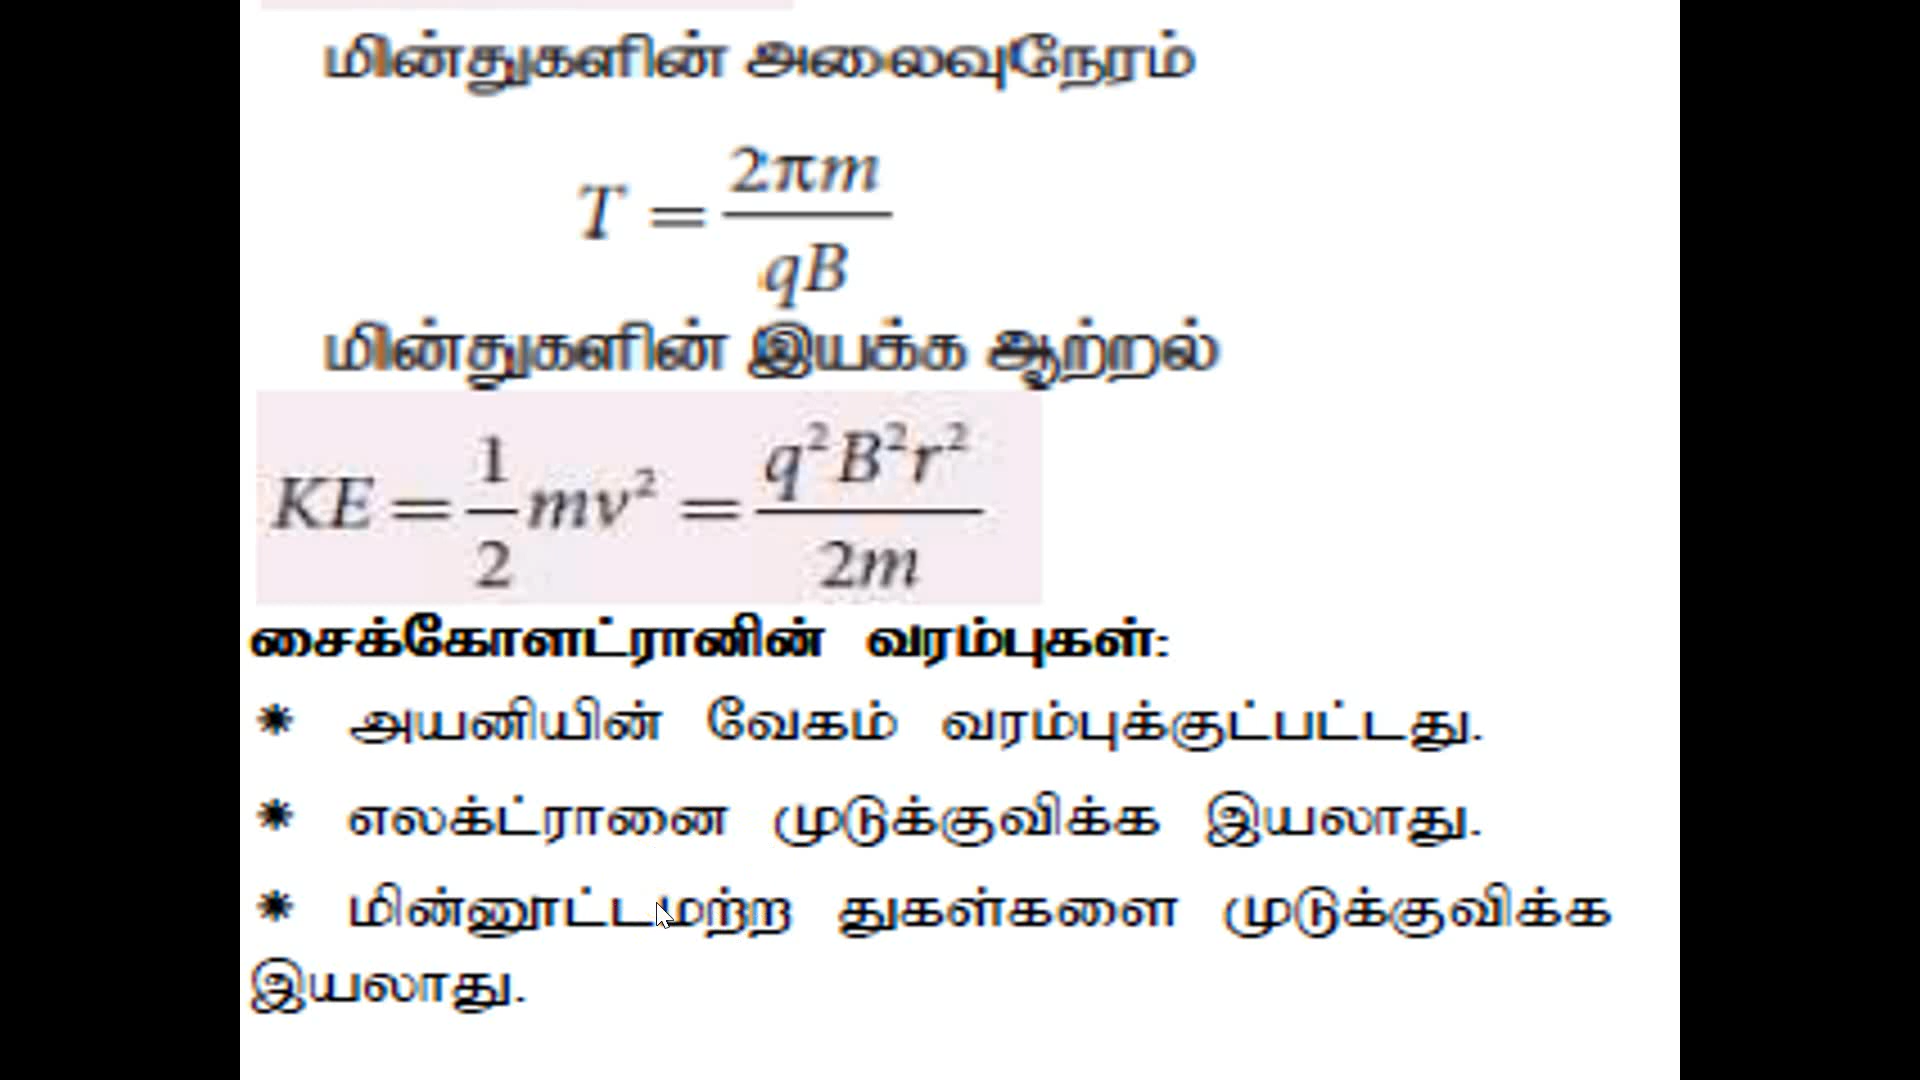 மின்துகளின் அலைவுநேரம்
T = 2πm / qB
மின்துகளின் இயக்க ஆற்றல்
KE = 1/2 mv² = q²B²r² / 2m
சைக்கோளட்ரானின் வரம்புகள்:
* அயனியின் வேகம் வரம்புக்குட்பட்டது.
* எலக்ட்ரானை முடுக்குவிக்க இயலாது.
* மின்னூட்டமற்ற துகள்களை முடுக்குவிக்க
இயலாது.